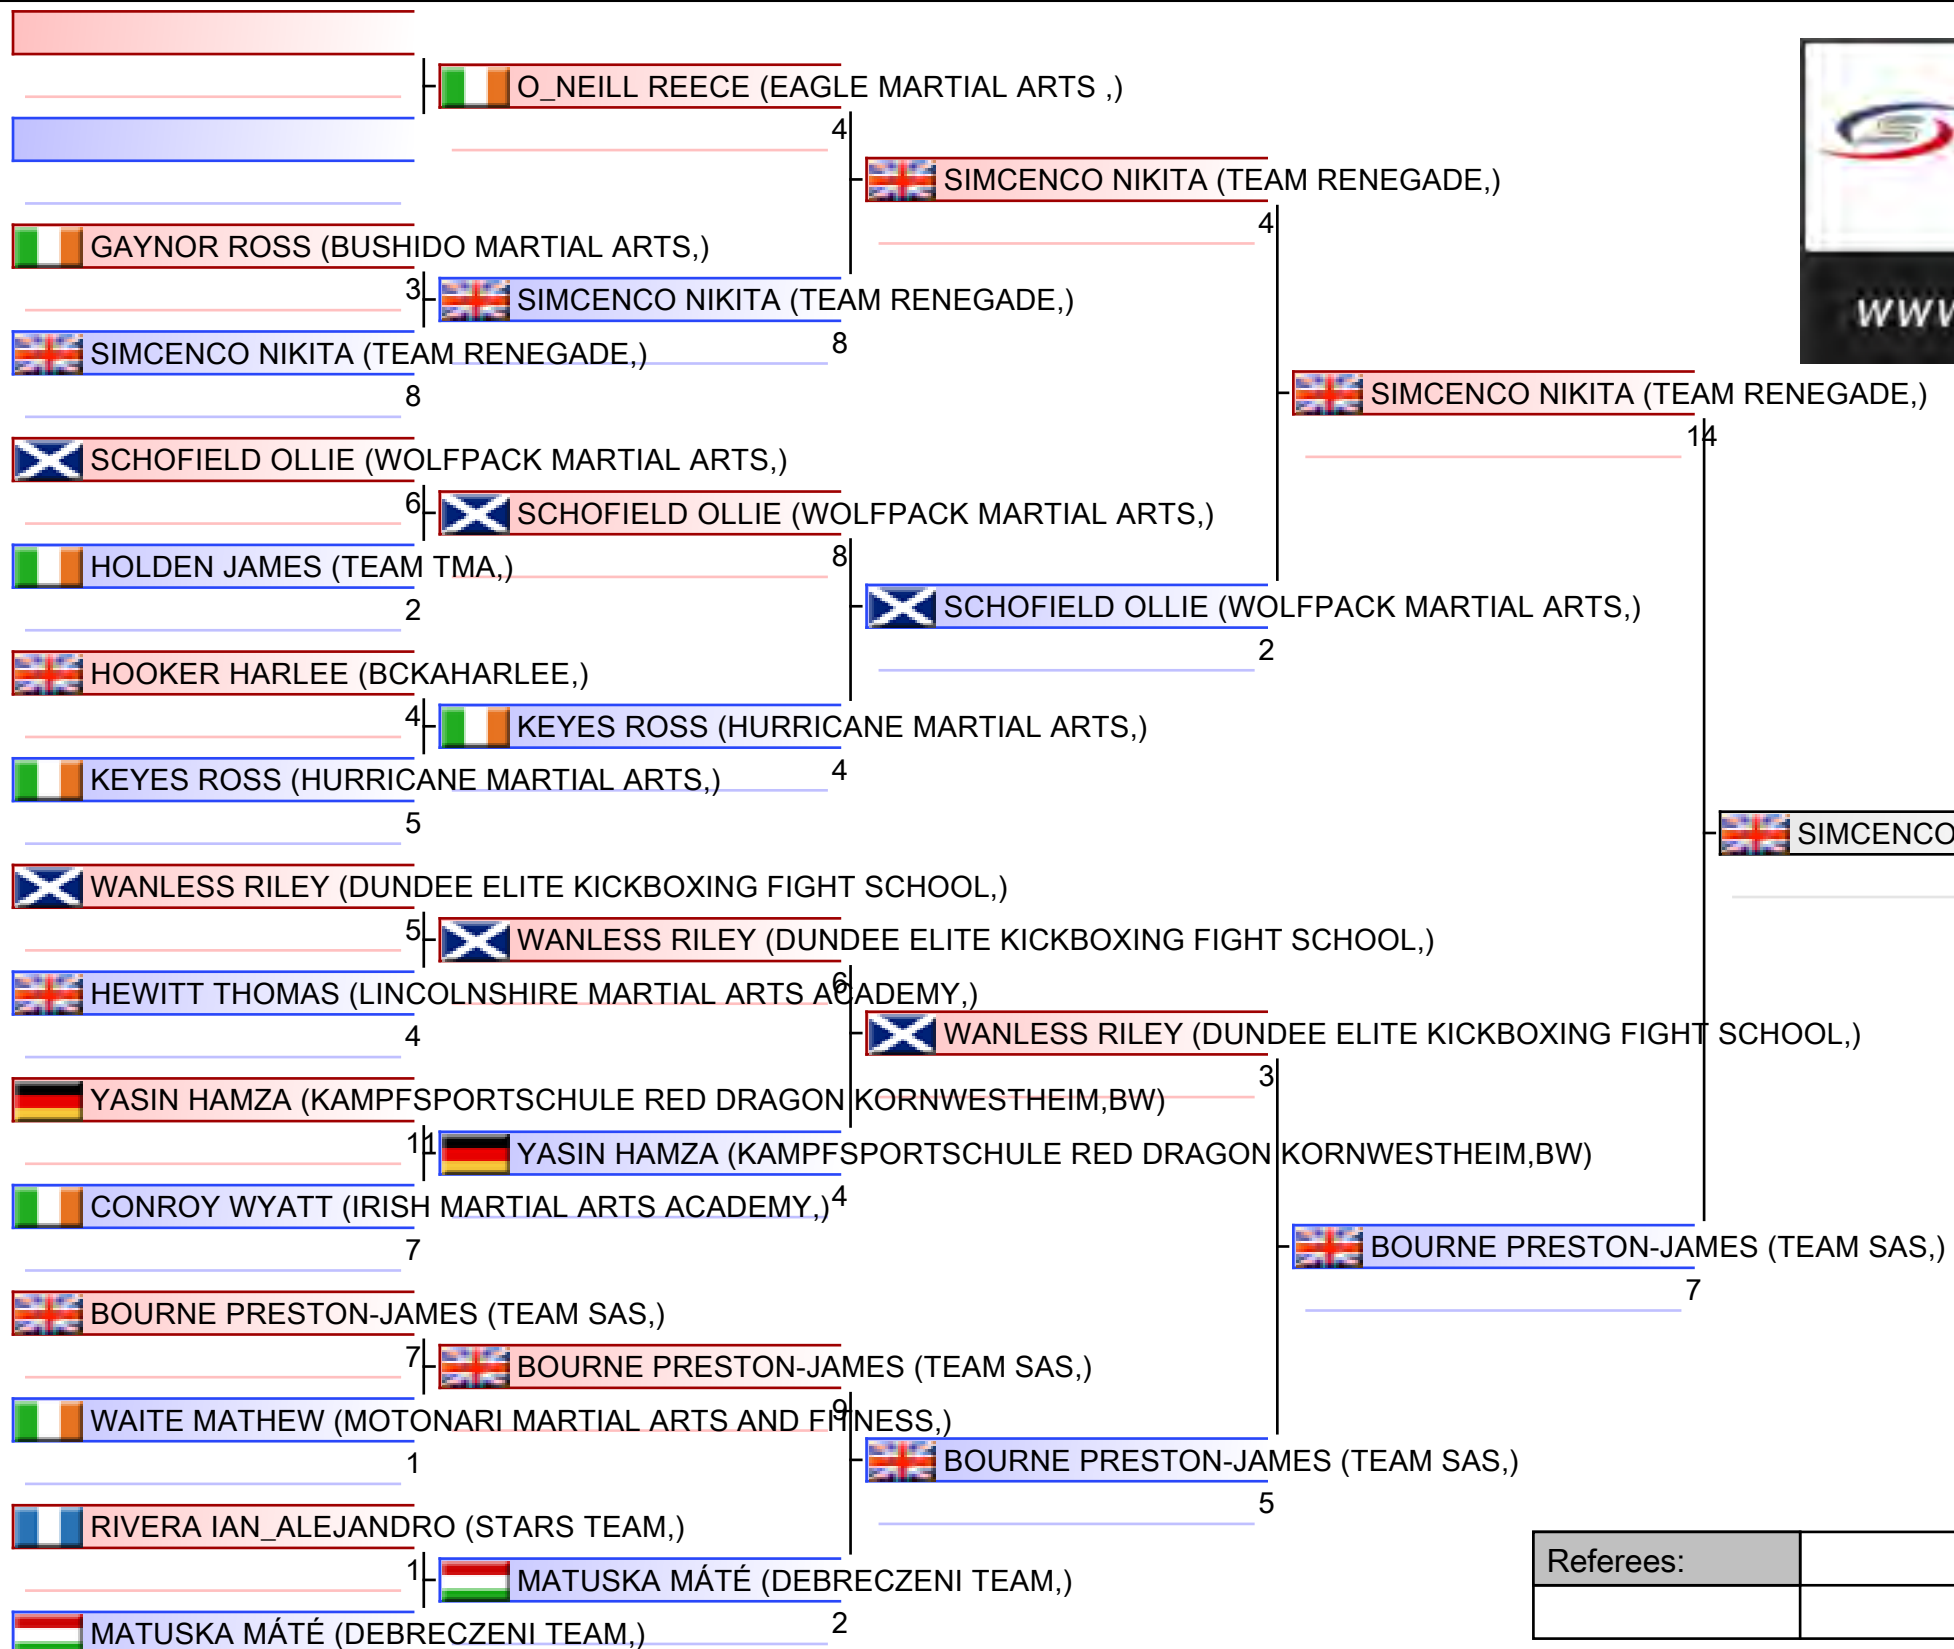 O_NEILL REECE (EAGLE MARTIAL ARTS ,)
4
SIMCENCO NIKITA (TEAM RENEGADE,)
4
GAYNOR ROSS (BUSHIDO MARTIAL ARTS,)
3
SIMCENCO NIKITA (TEAM RENEGADE,)
8
SIMCENCO NIKITA (TEAM RENEGADE,)
8
www
SIMCENCO NIKITA (TEAM RENEGADE,)
14
SCHOFIELD OLLIE (WOLFPACK MARTIAL ARTS,)
6
SCHOFIELD OLLIE (WOLFPACK MARTIAL ARTS,)
8
HOLDEN JAMES (TEAM TMA,)
2
SCHOFIELD OLLIE (WOLFPACK MARTIAL ARTS,)
2
HOOKER HARLEE (BCKAHARLEE,)
4
KEYES ROSS (HURRICANE MARTIAL ARTS,)
4
KEYES ROSS (HURRICANE MARTIAL ARTS,)
5
SIMCENCO
WANLESS RILEY (DUNDEE ELITE KICKBOXING FIGHT SCHOOL,)
5
WANLESS RILEY (DUNDEE ELITE KICKBOXING FIGHT SCHOOL,)
6
HEWITT THOMAS (LINCOLNSHIRE MARTIAL ARTS ACADEMY,)
4
WANLESS RILEY (DUNDEE ELITE KICKBOXING FIGHT SCHOOL,)
3
YASIN HAMZA (KAMPFSPORTSCHULE RED DRAGON KORNWESTHEIM,BW)
11
YASIN HAMZA (KAMPFSPORTSCHULE RED DRAGON KORNWESTHEIM,BW)
4
CONROY WYATT (IRISH MARTIAL ARTS ACADEMY,)
7
BOURNE PRESTON-JAMES (TEAM SAS,)
7
BOURNE PRESTON-JAMES (TEAM SAS,)
7
BOURNE PRESTON-JAMES (TEAM SAS,)
9
WAITE MATHEW (MOTONARI MARTIAL ARTS AND FITNESS,)
1
BOURNE PRESTON-JAMES (TEAM SAS,)
5
RIVERA IAN_ALEJANDRO (STARS TEAM,)
1
MATUSKA MÁTÉ (DEBRECZENI TEAM,)
2
MATUSKA MÁTÉ (DEBRECZENI TEAM,)
Referees: